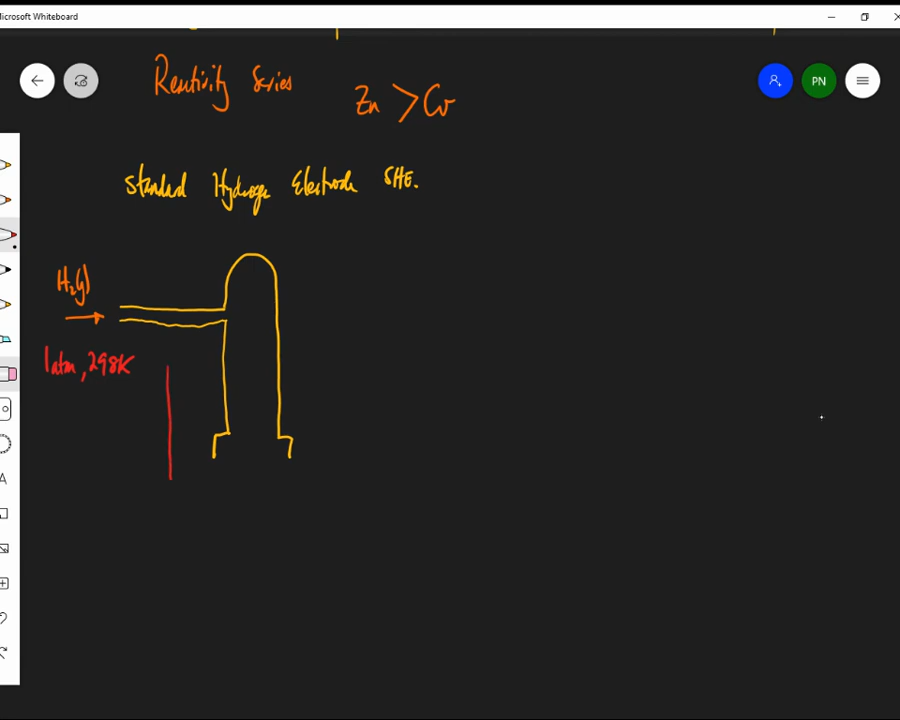 Microsoft Whiteboard
Reactivity Series
Zn > Cu
PN
Standard Hydrogen Electrode SHE.
H₂(g)
1atm, 298K
A